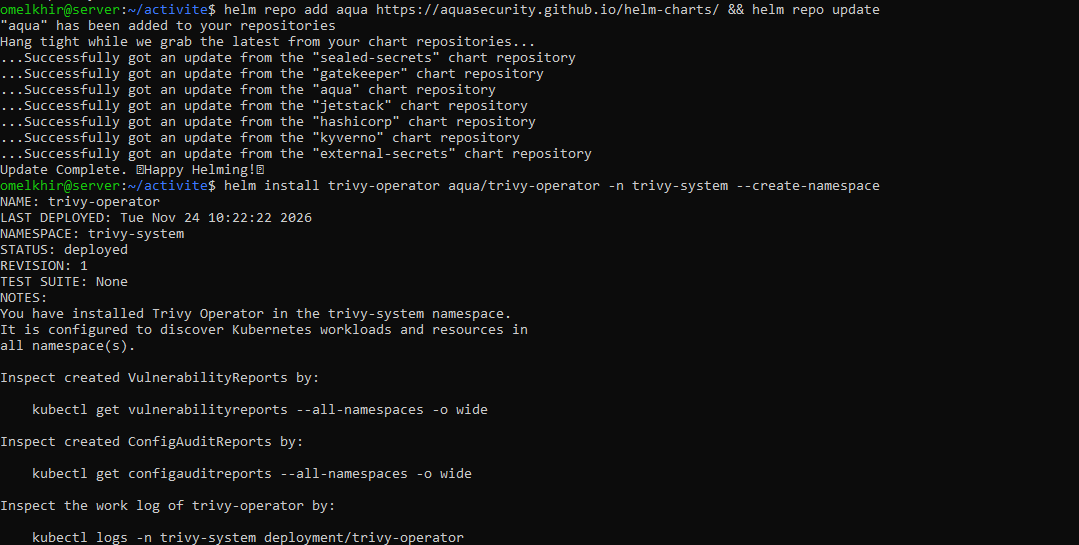 omelkhir@server:~/activite$ helm repo add aqua https://aquasecurity.github.io/helm-charts/ && helm repo update
"aqua" has been added to your repositories
Hang tight while we grab the latest from your chart repositories...
...Successfully got an update from the "sealed-secrets" chart repository
...Successfully got an update from the "gatekeeper" chart repository
...Successfully got an update from the "aqua" chart repository
...Successfully got an update from the "jetstack" chart repository
...Successfully got an update from the "hashicorp" chart repository
...Successfully got an update from the "kyverno" chart repository
...Successfully got an update from the "external-secrets" chart repository
Update Complete. ⍰Happy Helming!⍰
omelkhir@server:~/activite$ helm install trivy-operator aqua/trivy-operator -n trivy-system --create-namespace
NAME: trivy-operator
LAST DEPLOYED: Tue Nov 24 10:22:22 2026
NAMESPACE: trivy-system
STATUS: deployed
REVISION: 1
TEST SUITE: None
NOTES:
You have installed Trivy Operator in the trivy-system namespace.
It is configured to discover Kubernetes workloads and resources in
all namespace(s).
Inspect created VulnerabilityReports by:
kubectl get vulnerabilityreports --all-namespaces -o wide
Inspect created ConfigAuditReports by:
kubectl get configauditreports --all-namespaces -o wide
Inspect the work log of trivy-operator by:
kubectl logs -n trivy-system deployment/trivy-operator